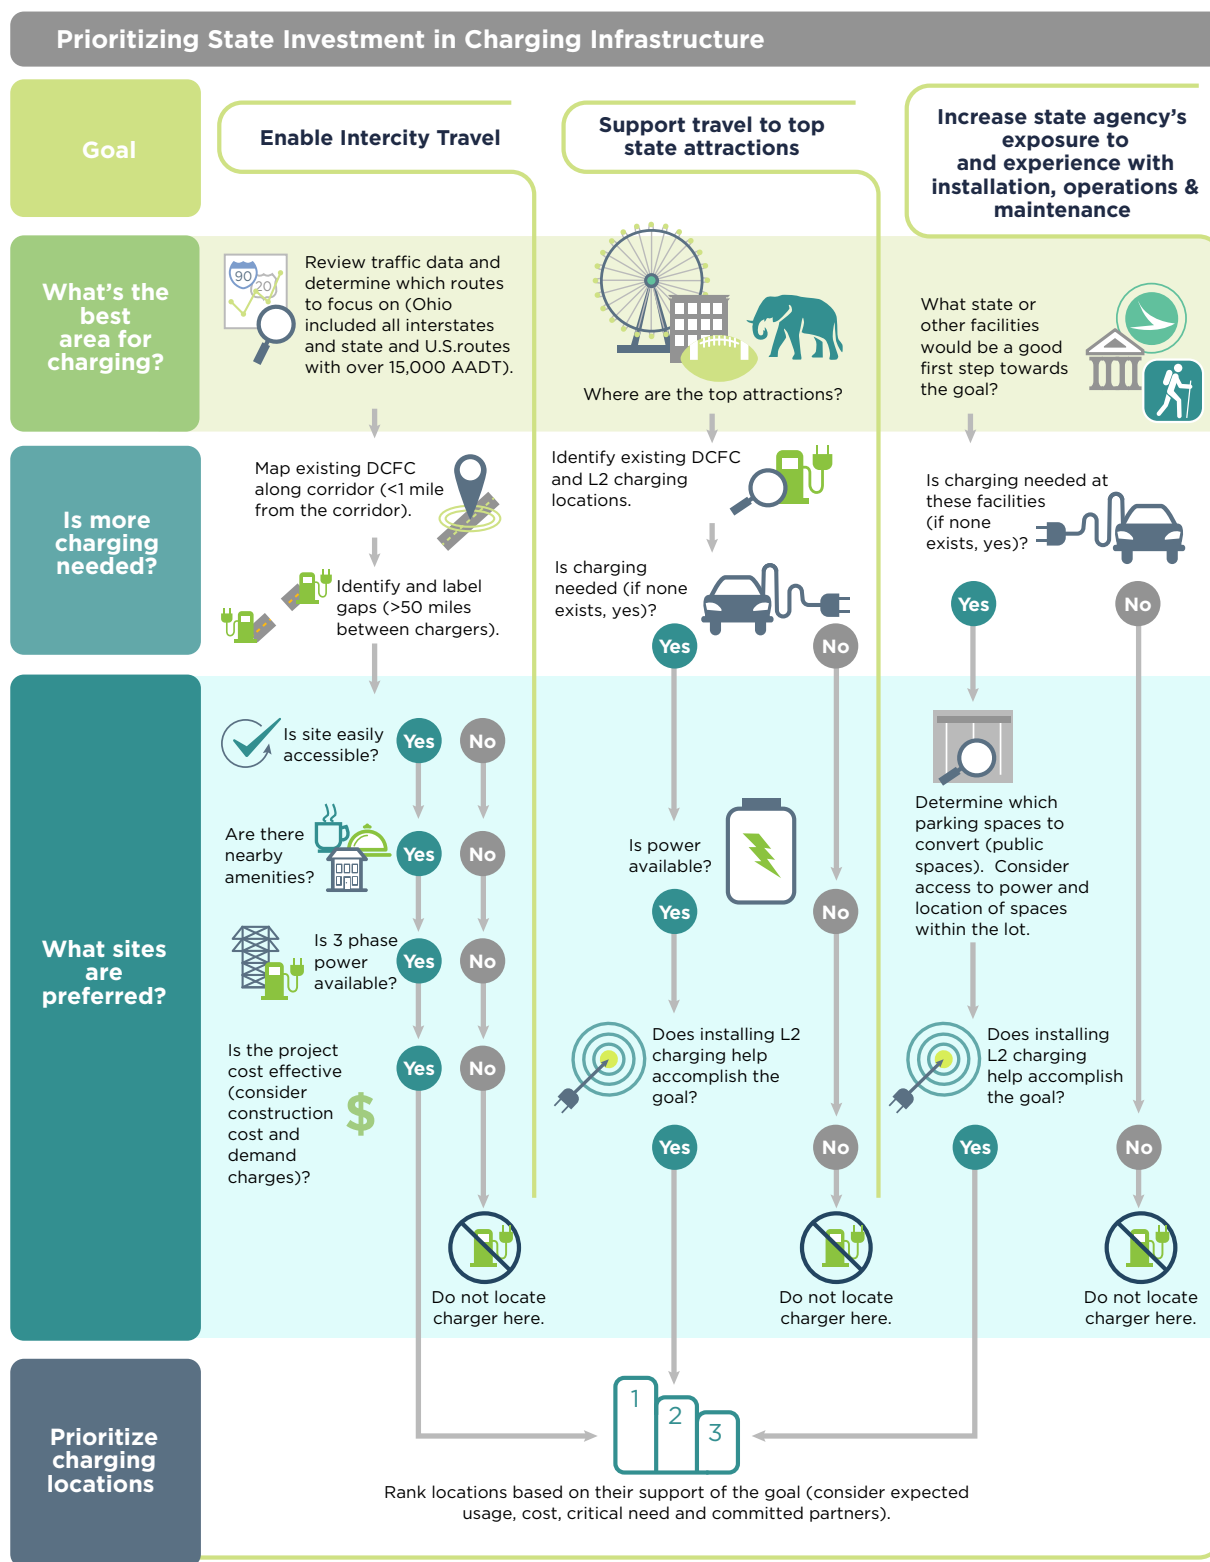 Prioritizing State Investment in Charging Infrastructure
Goal
Enable Intercity Travel
Support travel to top
state attractions
Increase state agency’s
exposure to
and experience with
installation, operations &
maintenance
What’s the
best
area for
charging?
90
20
Review traffic data and
determine which routes
to focus on (Ohio
included all interstates
and state and U.S.routes
with over 15,000 AADT).
Where are the top attractions?
What state or
other facilities
would be a good
first step towards
the goal?
Is more
charging
needed?
Map existing DCFC
along corridor (<1 mile
from the corridor).
Identify and label
gaps (>50 miles
between chargers).
Identify existing DCFC
and L2 charging
locations.
Is charging
needed (if none
exists, yes)?
Yes
No
Is charging needed at
these facilities
(if none
exists, yes)?
Yes
No
What sites
are
preferred?
Is site easily
accessible?
Yes
No
Are there
nearby
amenities?
Yes
No
Is 3 phase
power
available?
Yes
No
Is the project
cost effective
(consider
construction
cost and
demand
charges)?
$
Yes
No
Do not locate
charger here.
Is power
available?
Yes
No
Does installing L2
charging help
accomplish the
goal?
Yes
No
Do not locate
charger here.
Determine which
parking spaces to
convert (public
spaces).  Consider
access to power and
location of spaces
within the lot.
Does installing
L2 charging
help accomplish
the goal?
Yes
No
Do not locate
charger here.
Prioritize
charging
locations
1
2
3
Rank locations based on their support of the goal (consider expected
usage, cost, critical need and committed partners).